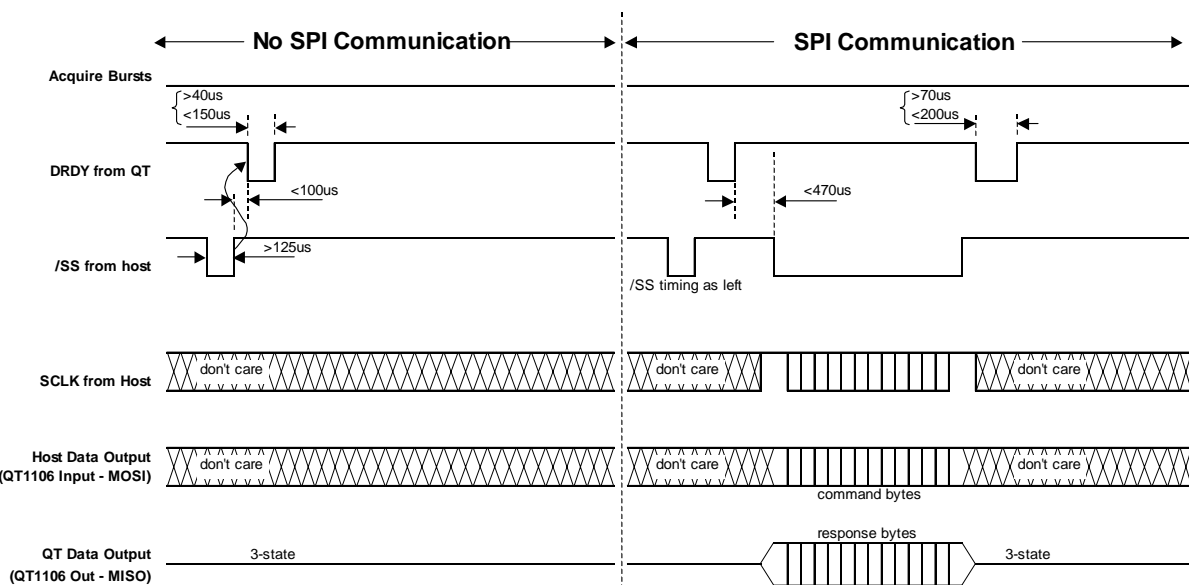 No SPI Communication
SPI Communication
Acquire Bursts
>40us
<150us
>70us
<200us
DRDY from QT
<100us
<470us
>125us
/SS from host
/SS timing as left
SCLK from Host
don't care
don't care
don't care
Host Data Output
(QT1106 Input - MOSI)
don't care
don't care
don't care
command bytes
response bytes
QT Data Output
(QT1106 Out - MISO)
3-state
3-state